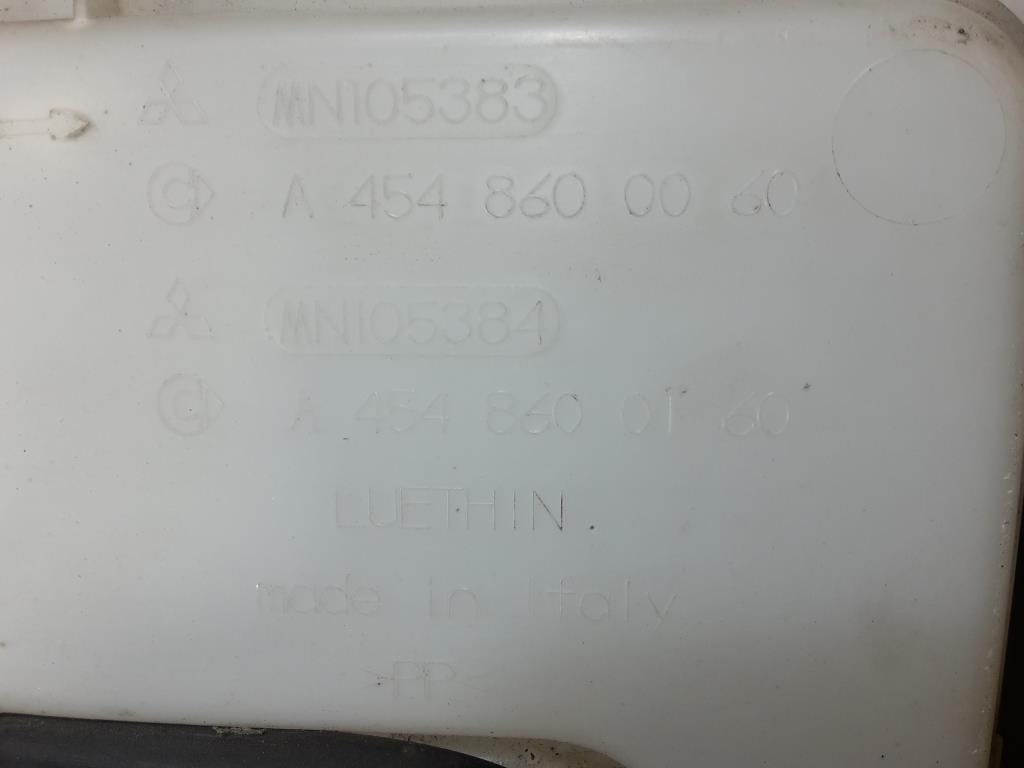 MN105383
A 454 860 00 60
MN105384
A 454 860 01 60
LUETHIN
made in Italy
>PP<